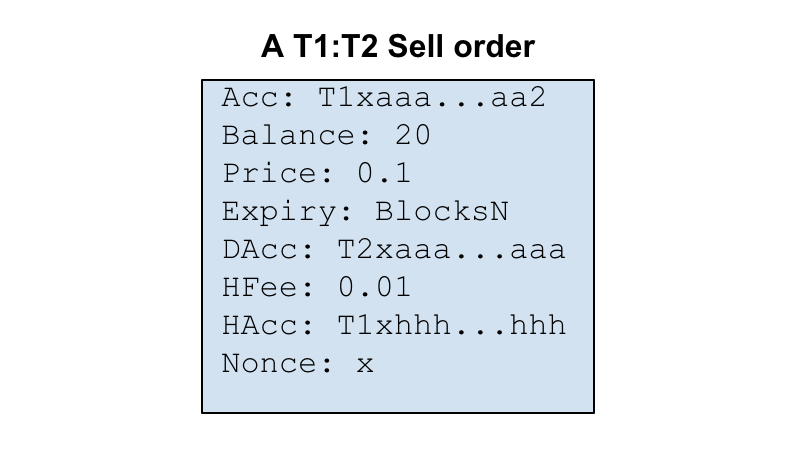 A T1:T2 Sell order
Acc: T1xaaa...aa2
Balance: 20
Price: 0.1
Expiry: BlocksN
DAcc: T2xaaa...aaa
HFee: 0.01
HAcc: T1xhhh...hhh
Nonce: x